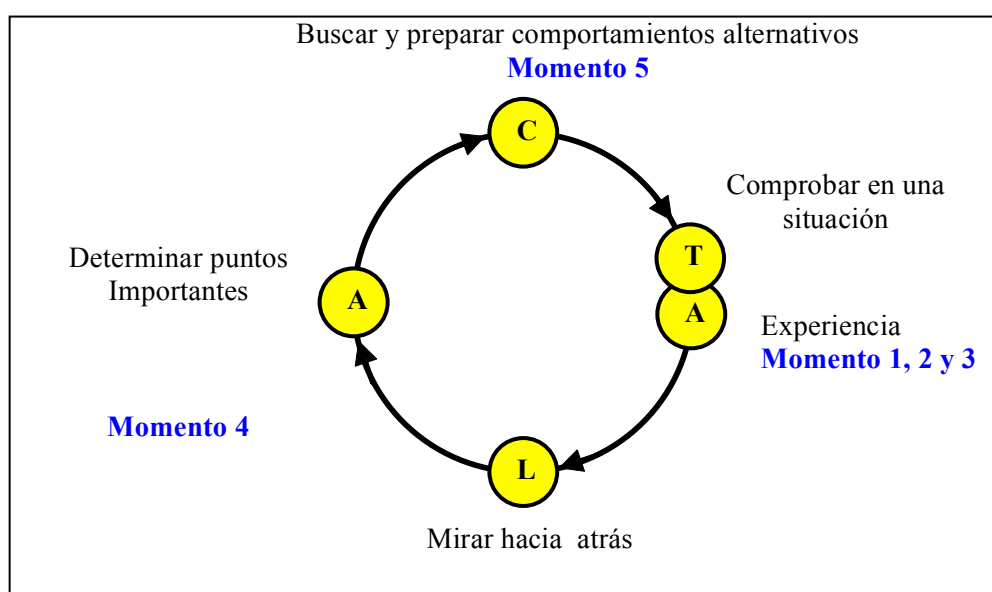 Buscar y preparar comportamientos alternativos
Momento 5
C
Comprobar en una
situación
T
Determinar puntos
Importantes
A
A
Experiencia
Momento 1, 2 y 3
Momento 4
L
Mirar hacia atrás